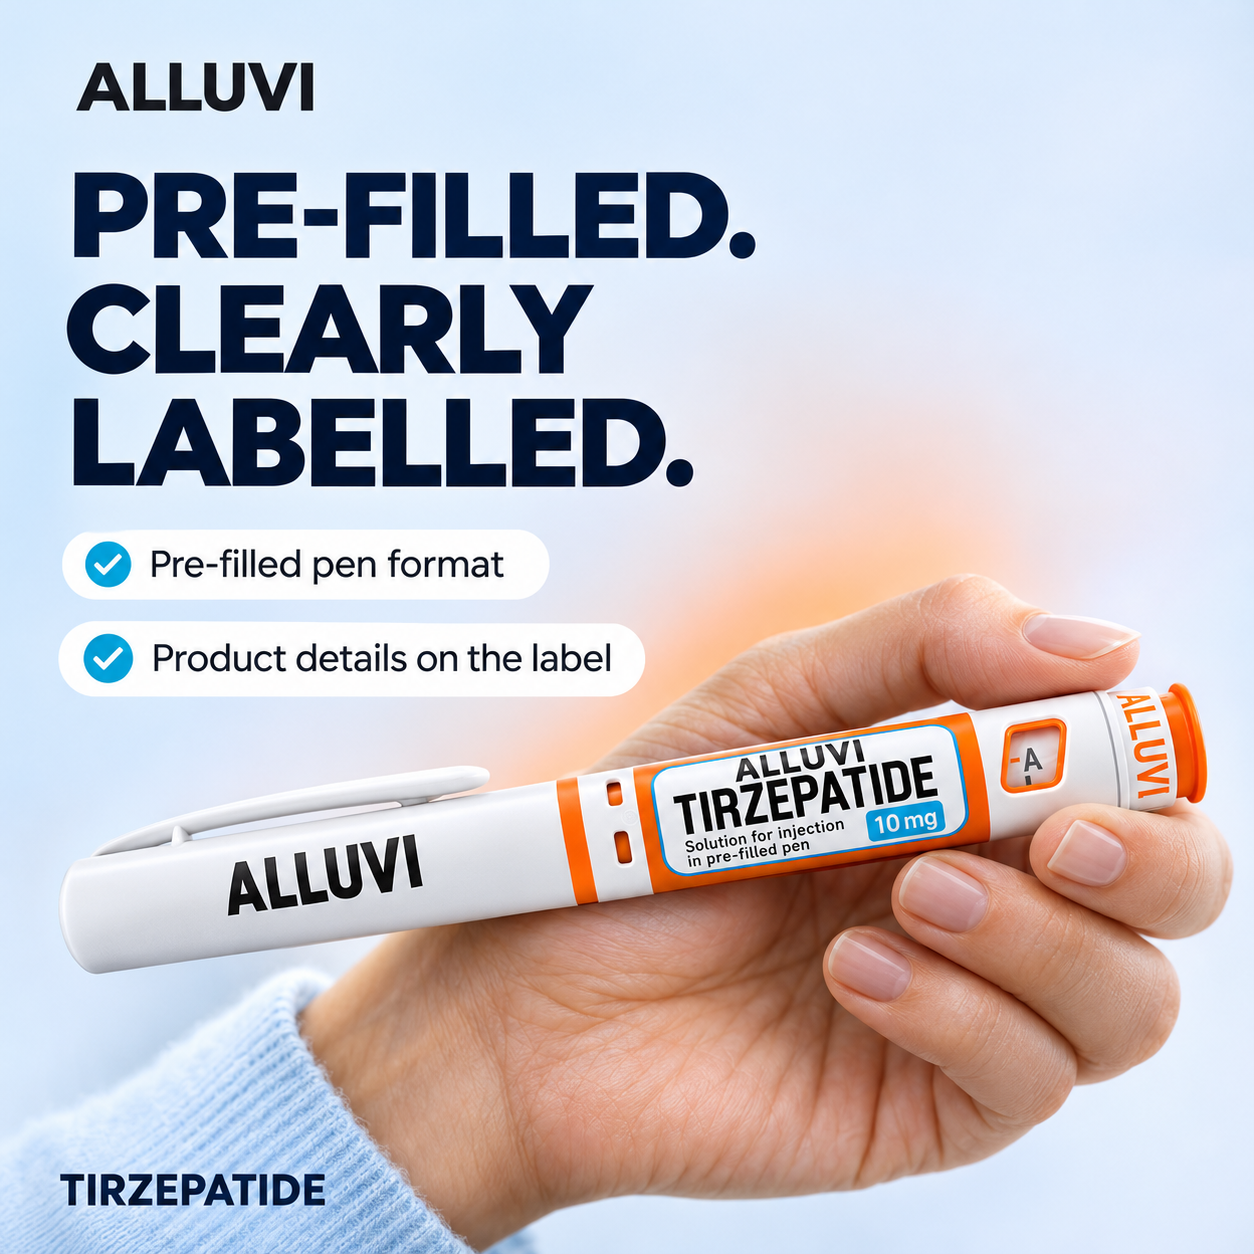 ALLUVI
PRE-FILLED.
CLEARLY
LABELLED.
Pre-filled pen format
Product details on the label
ALLUVI
ALLUVI
TIRZEPATIDE
Solution for injection
in pre-filled pen
10 mg
-A
ALLUVI
TIRZEPATIDE